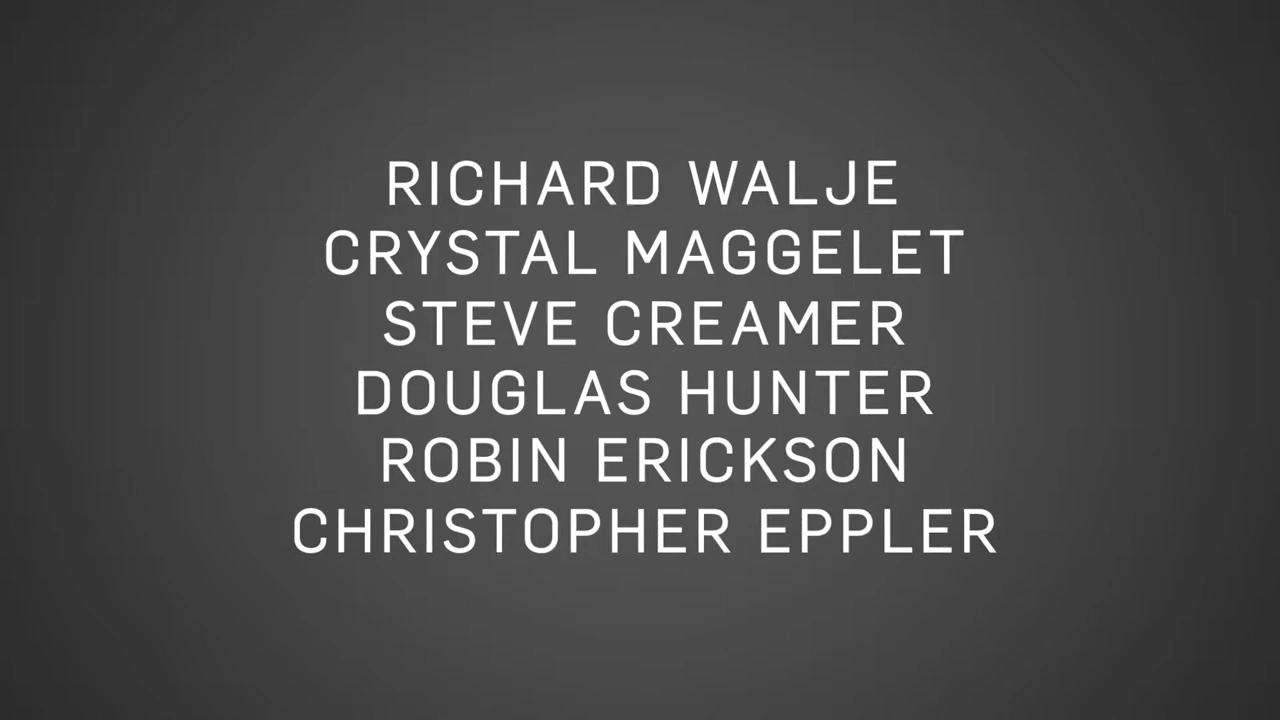 RICHARD WALJE
CRYSTAL MAGGELET
STEVE CREAMER
DOUGLAS HUNTER
ROBIN ERICKSON
CHRISTOPHER EPPLER